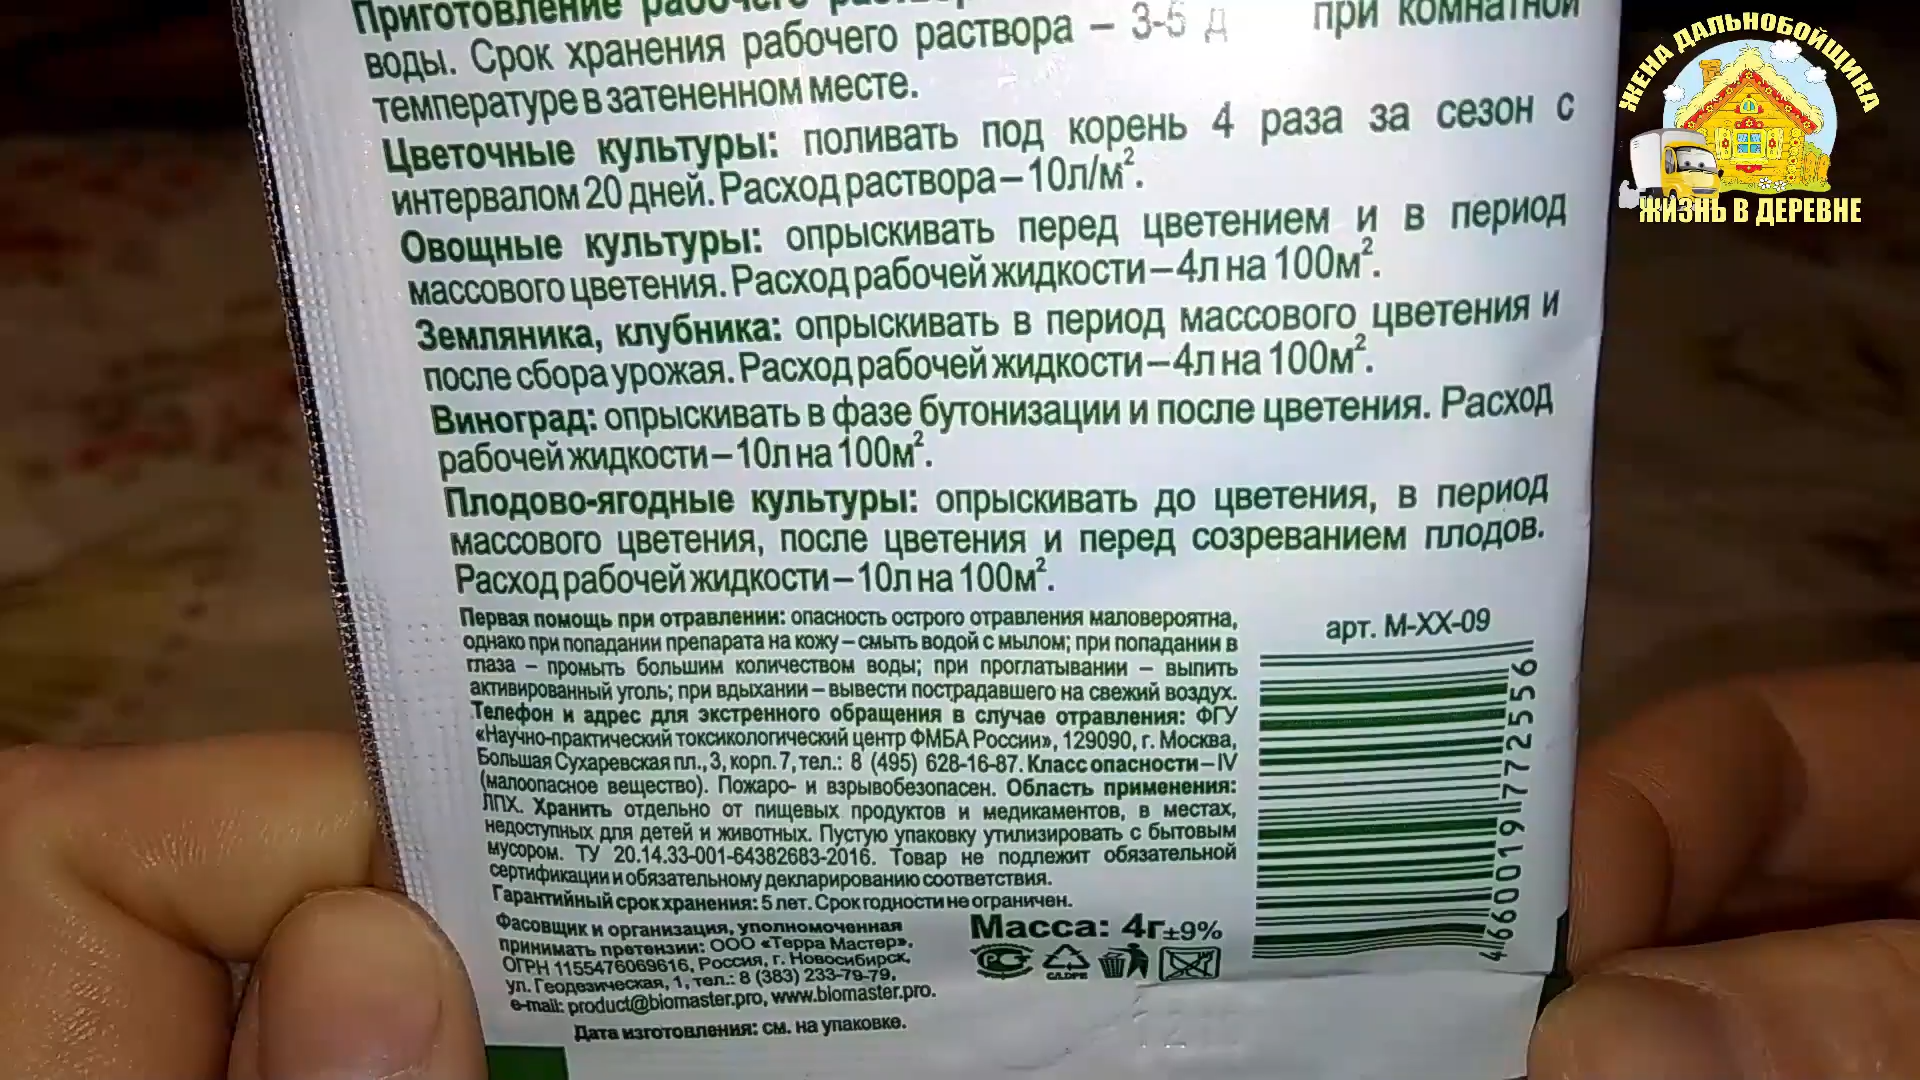 Приготовление рабочего
воды. Срок хранения рабочего раствора – 3-5 д при комнатной
температуре в затененном месте.
Цветочные культуры: поливать под корень 4 раза за сезон с
интервалом 20 дней. Расход раствора – 10л/м².
Овощные культуры: опрыскивать перед цветением и в период
массового цветения. Расход рабочей жидкости – 4л на 100м².
Земляника, клубника: опрыскивать в период массового цветения и
после сбора урожая. Расход рабочей жидкости – 4л на 100м².
Виноград: опрыскивать в фазе бутонизации и после цветения. Расход
рабочей жидкости – 10л на 100м².
Плодово-ягодные культуры: опрыскивать до цветения, в период
массового цветения, после цветения и перед созреванием плодов.
Расход рабочей жидкости – 10л на 100м².
Первая помощь при отравлении: опасность острого отравления маловероятна,
однако при попадании препарата на кожу – смыть водой с мылом; при попадании в
глаза – промыть большим количеством воды; при проглатывании – выпить
активированный уголь; при вдыхании – вывести пострадавшего на свежий воздух.
Телефон и адрес для экстренного обращения в случае отравления: ФГУ
«Научно-практический токсикологический центр ФМБА России», 129090, г. Москва,
Большая Сухаревская пл., 3, корп. 7, тел.: 8 (495) 628-16-87. Класс опасности – IV
(малоопасное вещество). Пожаро- и взрывобезопасен. Область применения:
ЛПХ. Хранить отдельно от пищевых продуктов и медикаментов, в местах,
недоступных для детей и животных. Пустую упаковку утилизировать с бытовым
мусором. ТУ 20.14.33-001-64382683-2016. Товар не подлежит обязательной
сертификации и обязательному декларированию соответствия.
Гарантийный срок хранения: 5 лет. Срок годности не ограничен.
Фасовщик и организация, уполномоченная
принимать претензии: ООО «Терра Мастер»,
ОГРН 1155476069616, Россия, г. Новосибирск,
ул. Геодезическая, 1, тел.: 8 (383) 233-79-79,
e-mail: product@biomaster.pro, www.biomaster.pro.
Дата изготовления: см. на упаковке.
Масса: 4г±9%
РС
C/LDPE
арт. М-ХХ-09
4 660019 772556
ЖЕНА ДАЛЬНОБОЙЩИКА
ЖИЗНЬ В ДЕРЕВНЕ